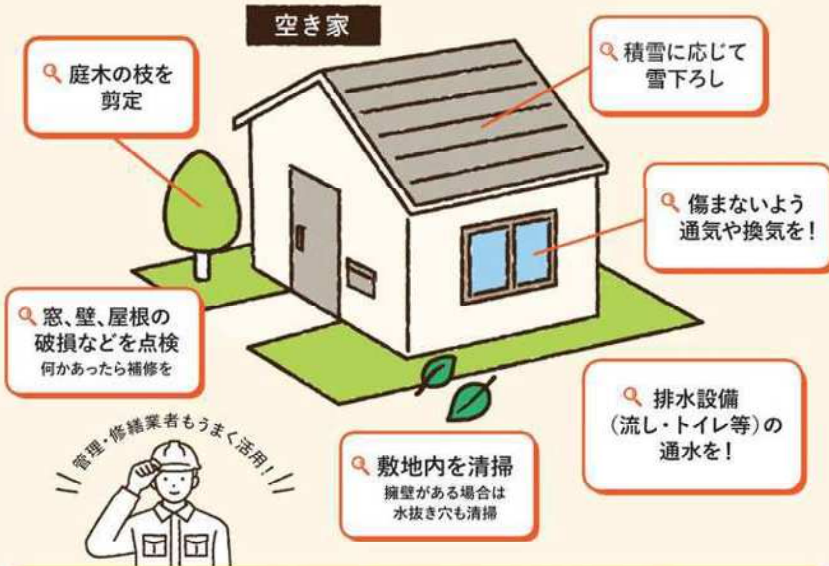 空き家
庭木の枝を
剪定
積雪に応じて
雪下ろし
傷まないよう
通気や換気を!
窓、壁、屋根の
破損などを点検
何かあったら補修を
排水設備
(流し・トイレ等)の
通水を!
管理・修繕業者もうまく活用!
敷地内を清掃
擁壁がある場合は
水抜き穴も清掃